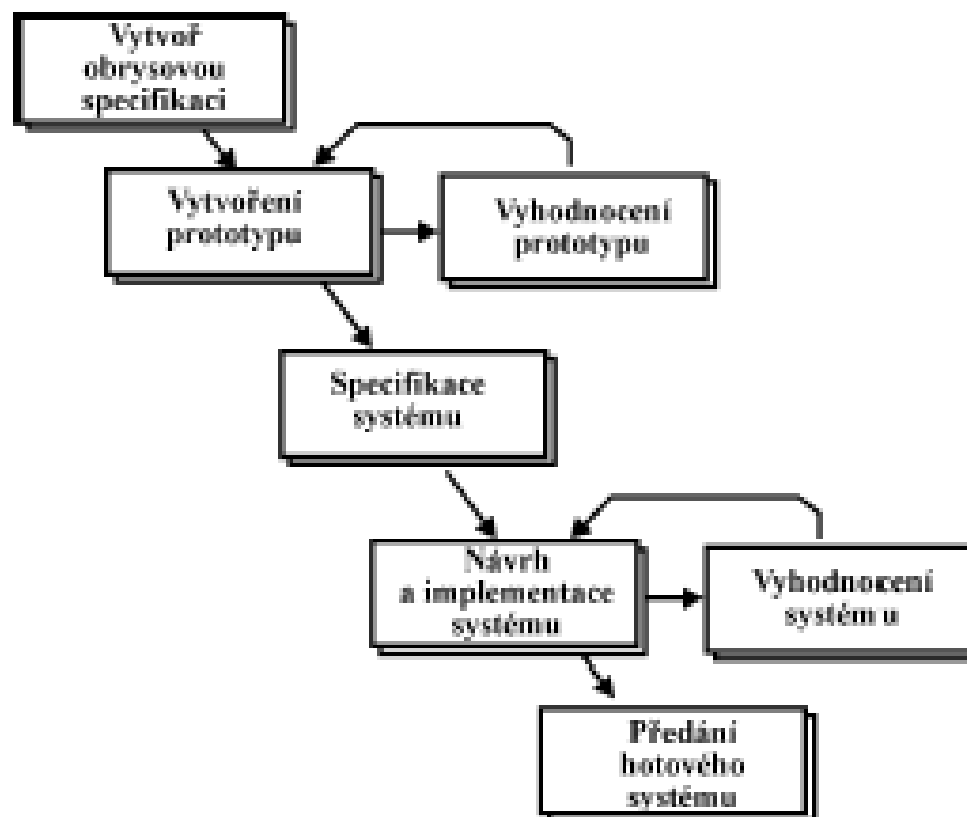 Vytvoř
obrysovou
specifikaci
Vytvoření
prototypu
Vyhodnocení
prototypu
Specifikace
systému
Návrh
a implementace
systému
Vyhodnocení
systém u
Předání
hotového
systému